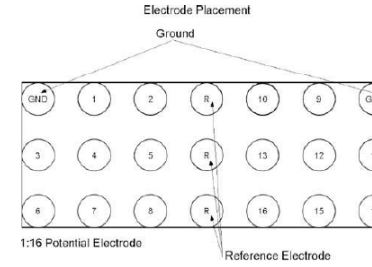 Electrode Placement
Ground
GND 1 2 R 10 9
3 4 5 R 13 12
6 7 8 R 16 15
1:16 Potential Electrode
Reference Electrode